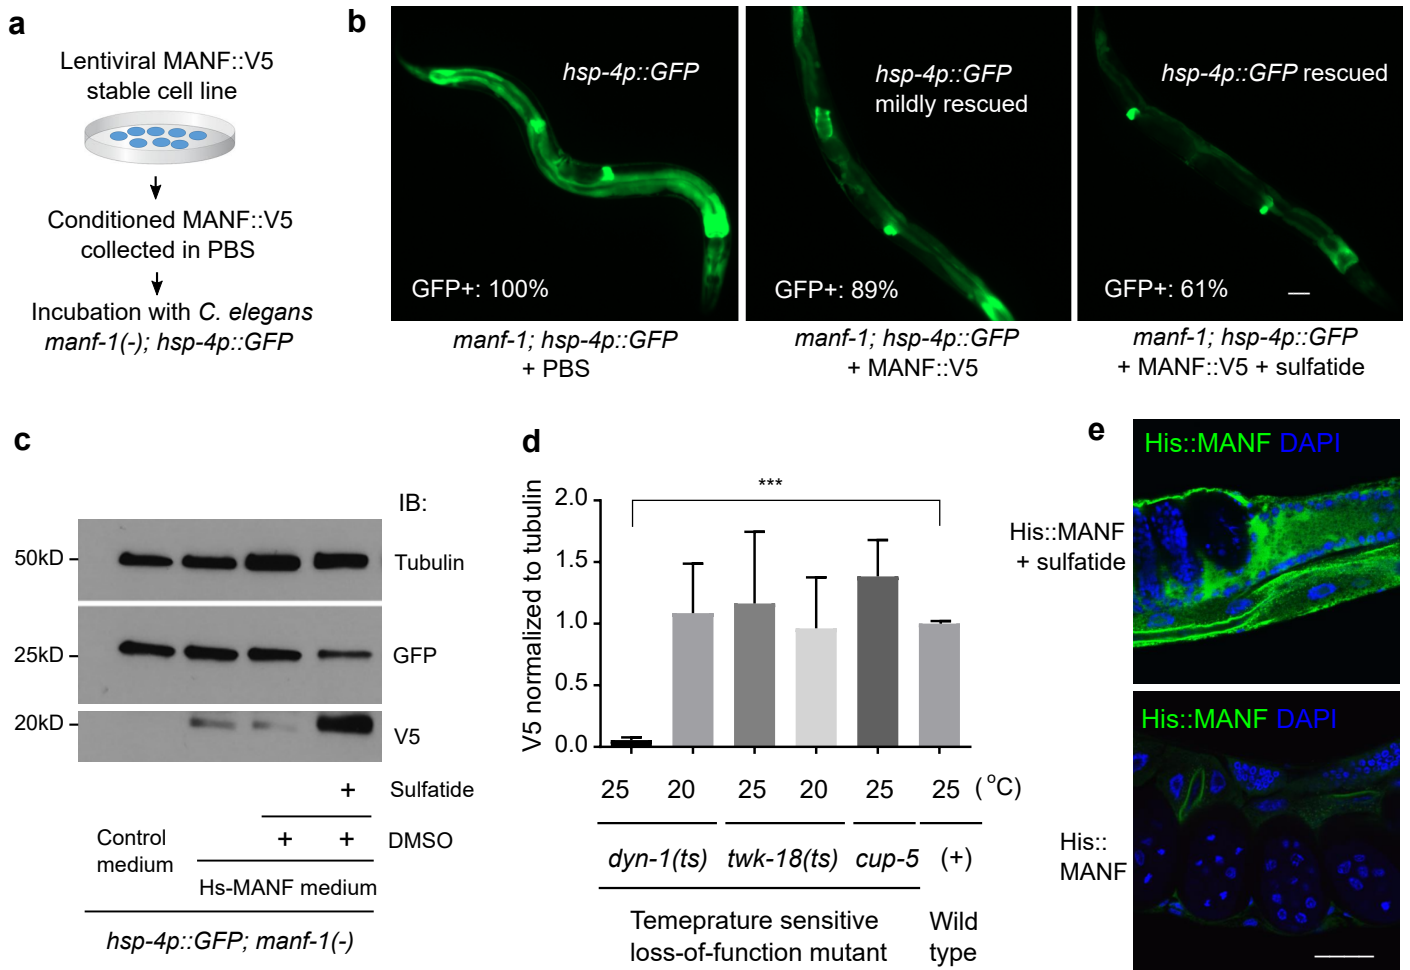 a
Lentiviral MANF::V5
stable cell line
Conditioned MANF::V5
collected in PBS
Incubation with C. elegans
manf-1(-); hsp-4p::GFP
b
hsp-4p::GFP
GFP+: 100%
manf-1; hsp-4p::GFP
+ PBS
hsp-4p::GFP
mildly rescued
GFP+: 89%
manf-1; hsp-4p::GFP
+ MANF::V5
hsp-4p::GFP rescued
GFP+: 61%
manf-1; hsp-4p::GFP
+ MANF::V5 + sulfatide
c
IB:
50kD
Tubulin
25kD
GFP
20kD
V5
+ Sulfatide
+ + DMSO
Control
medium
Hs-MANF medium
hsp-4p::GFP; manf-1(-)
d
V5 normalized to tubulin
2.0
1.5
1.0
0.5
0.0
***
25 20 25 20 25 25 (°C)
dyn-1(ts) twk-18(ts) cup-5 (+)
Temeprature sensitive
loss-of-function mutant
Wild
type
e
His::MANF DAPI
His::MANF
+ sulfatide
His::MANF DAPI
His::
MANF